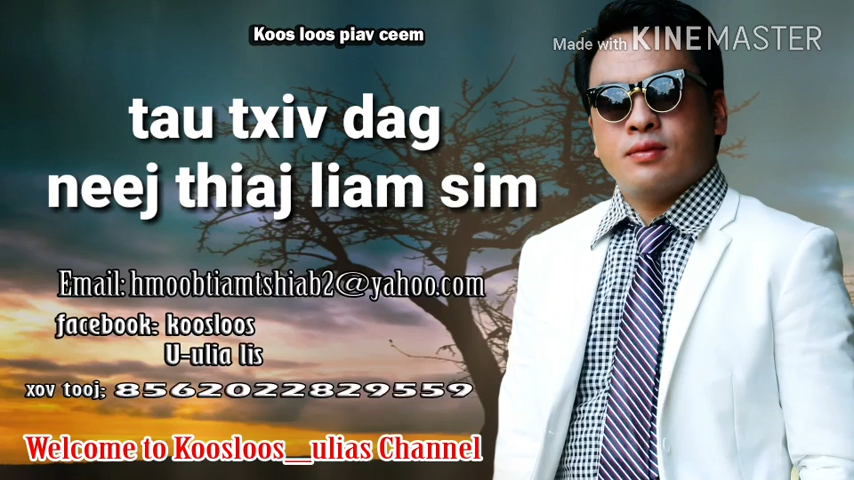 Koos loos piav ceem
Made with KINEMASTER
tau txiv dag
neej thiaj liam sim
Email: hmoobtiamtshiab2@yahoo.com
facebook: koosloos
U-ulia lis
xov tooj: 8562022829559
Welcome to Koosloos__ulias Channel